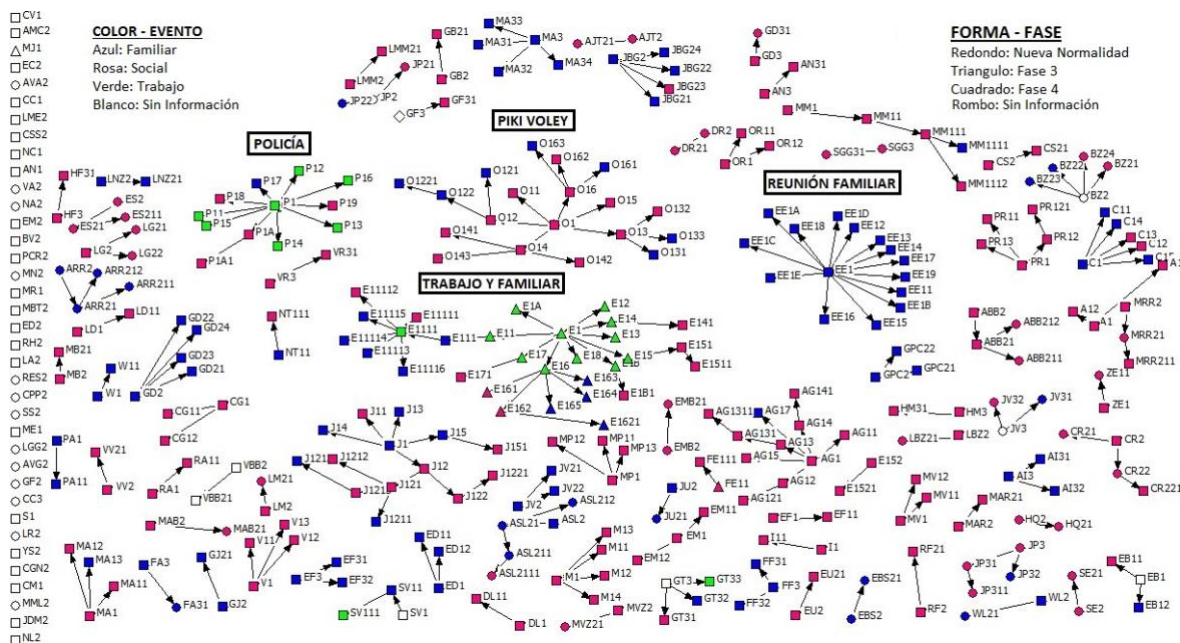 CV1
AMC2
MJ1
EC2
AVA2
CC1
LME2
CSS2
NC1
AN1
VA2
NA2
EM2
BV2
PCR2
MN2
MR1
MBT2
ED2
RH2
LA2
RES2
CPP2
SS2
ME1
LGG2
AVG2
GF2
CC3
S1
LR2
YS2
CGN2
CM1
MML2
JDM2
NL2
COLOR - EVENTO
Azul: Familiar
Rosa: Social
Verde: Trabajo
Blanco: Sin Información
FORMA - FASE
Redondo: Nueva Normalidad
Triangulo: Fase 3
Cuadrado: Fase 4
Rombo: Sin Información
LMM21
LMM2
JP21
JP22
JP2
GB21
GB2
GF3
GF31
MA33
MA31
MA3
MA32
MA34
AJT21
AJT2
JBG2
JBG24
JBG22
JBG23
JBG21
GD31
GD3
AN31
AN3
MM1
MM11
MM111
MM1111
MM1112
DR2
DR21
OR11
OR12
OR1
SGG31
SGG3
CS21
CS2
BZ24
BZ22
BZ21
BZ23
BZ2
POLICÍA
P12
P17
P16
P18
P1
P19
P11
P15
P13
P1A
P14
P1A1
VR31
VR3
HF31
HF3
LNZ2
LNZ21
ES2
ES211
ES21
LG21
LG2
LG22
PIKI VOLEY
O163
O162
O161
O121
O1221
O122
O11
O16
O15
O12
O1
O132
O13
O133
O131
O141
O14
O143
O142
REUNIÓN FAMILIAR
EE1A
EE1D
EE18
EE12
EE13
EE1C
EE14
EE17
EE1E
EE1
EE19
EE11
EE1B
EE16
EE15
PR121
PR11
PR12
PR13
PR1
C11
C14
C13
C12
C1
ARR2
ARR212
ARR211
ARR21
LD11
LD1
GD22
GD24
GD23
GD21
GD2
MB21
MB2
W11
W1
NT111
NT11
TRABAJO Y FAMILIAR
E11112
E11115
E11111
E1111
E11114
E111
E11113
E11116
E1A
E12
E14
E1
E11
E13
E141
E17
E18
E15
E151
E16
E1511
E171
E163
E161
E164
E1B1
E162
E165
E1621
GPC22
GPC2
GPC21
A12
A1
MRR2
MRR21
MRR211
ABB2
ABB212
ABB21
ABB211
ZE11
ZE1
CG1
CG11
CG12
J11
J13
J14
J1
J15
J151
J1212
J12
J121
J1221
J122
J1211
EMB21
EMB2
MP12
MP11
MP13
MP1
AG141
AG1311
AG17
AG14
AG131
AG13
AG11
AG15
AG1
AG12
AG121
E152
E1521
HM31
HM3
LBZ21
LBZ2
JV32
JV31
JV3
CR21
CR2
CR22
CR221
PA1
PA11
VV21
VV2
RA11
RA1
VBB2
VBB21
LM21
LM2
MAB2
MAB21
V13
V11
V12
V1
JV21
JV22
JV2
ASL212
ASL21
ASL2
ASL211
ASL2111
FE111
FE11
JU2
JU21
EM11
EM1
EM12
EF1
EF11
I11
I1
MV12
MV11
MV1
MAR21
MAR2
AI31
AI3
AI32
HQ2
HQ21
MA12
MA13
MA11
MA1
FA3
FA31
GJ21
GJ2
EF31
EF3
EF32
SV11
SV111
SV1
ED11
ED12
ED1
M13
M11
M12
M1
M14
DL11
DL1
MVZ2
MVZ21
GT3
GT33
GT32
GT31
FF31
FF3
FF32
EU21
EU2
EBS21
EBS2
RF21
RF2
JP3
JP31
JP32
JP311
WL2
WL21
SE21
SE2
EB11
EB1
EB12